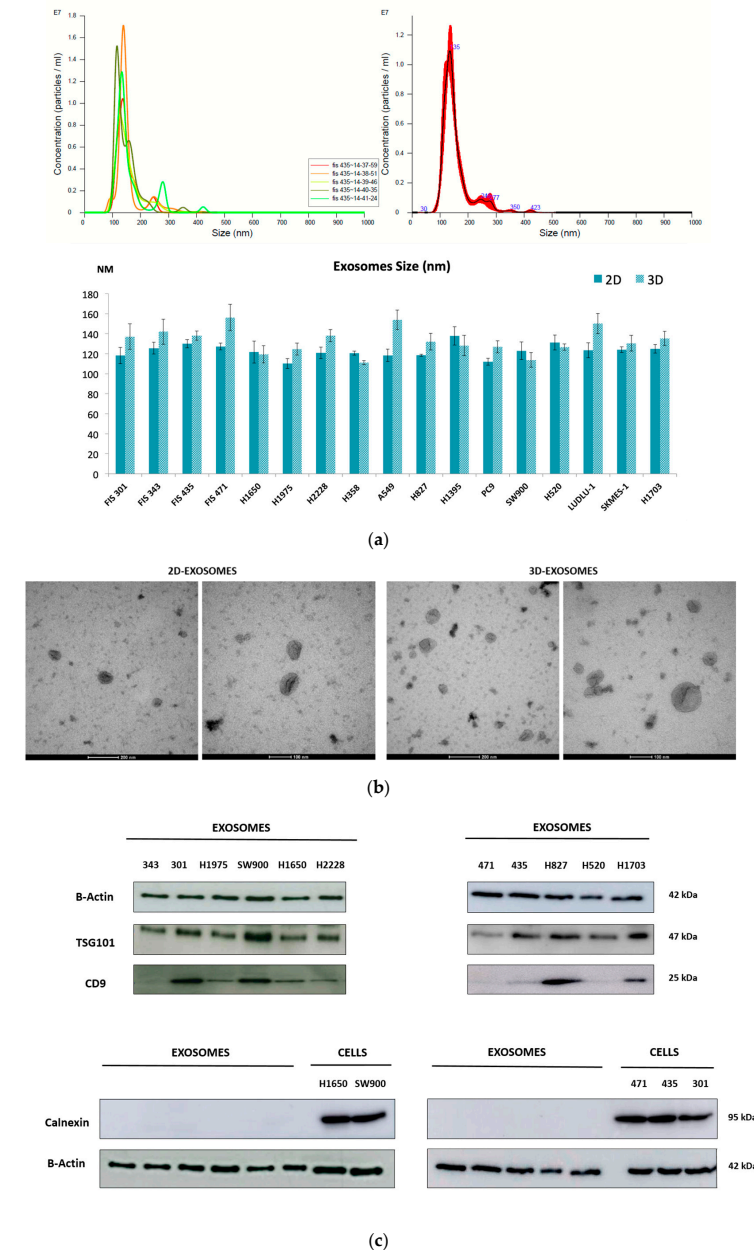 E7
Concentration (particles / ml)
1.8
1.6
1.4
1.2
1.0
0.8
0.6
0.4
0.2
0
0 100 200 300 400 500 600 700 800 900 1000
Size (nm)
fis 435~14-37-59
fis 435~14-38-51
fis 435~14-39-46
fis 435~14-40-35
fis 435~14-41-24
E7
Concentration (particles / ml)
1.2
1.0
0.8
0.6
0.4
0.2
0
0 100 200 300 400 500 600 700 800 900 1000
Size (nm)
30
35
350
423
NM
Exosomes Size (nm)
2D 3D
180
160
140
120
100
80
60
40
20
0
FIS 301
FIS 343
FIS 435
FIS 471
H1650
H1975
H2228
H358
A549
H827
H1395
PC9
SW900
H520
LUDLU-1
SKMES-1
H1703
(a)
2D-EXOSOMES 3D-EXOSOMES
200 nm 100 nm 200 nm 100 nm
(b)
EXOSOMES
343 301 H1975 SW900 H1650 H2228
B-Actin
TSG101
CD9
EXOSOMES
471 435 H827 H520 H1703
42 kDa
47 kDa
25 kDa
EXOSOMES CELLS
H1650 SW900
Calnexin
B-Actin
EXOSOMES CELLS
471 435 301
95 kDa
42 kDa
(c)